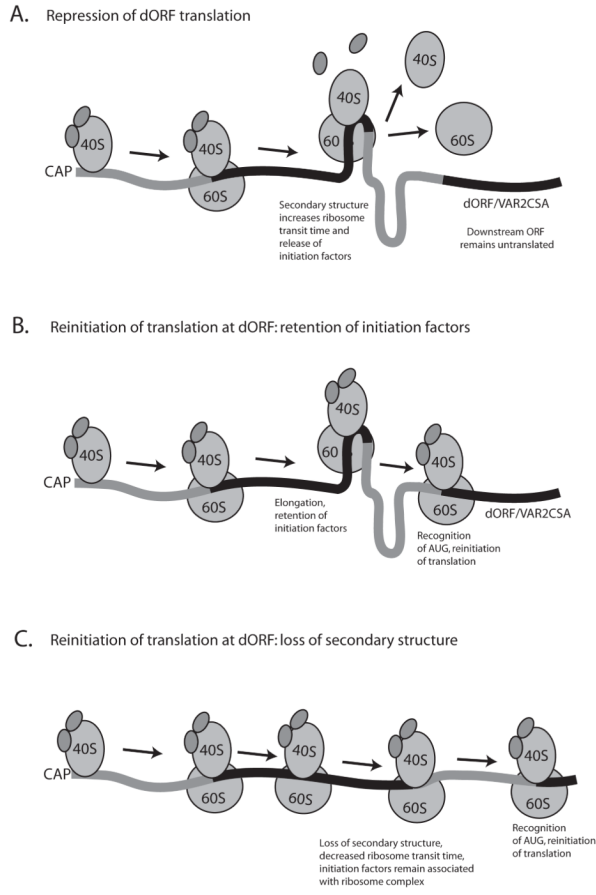 A. Repression of dORF translation
40S
40S
40S
40S
60S
60
60S
CAP
Secondary structure
increases ribosome
transit time and
release of
initiation factors
dORF/VAR2CSA
Downstream ORF
remains untranslated
B. Reinitiation of translation at dORF: retention of initiation factors
40S
40S
40S
40S
60S
60
60S
CAP
Elongation,
retention of
initiation factors
dORF/VAR2CSA
Recognition
of AUG, reinitiation
of translation
C. Reinitiation of translation at dORF: loss of secondary structure
40S
40S
40S
40S
40S
CAP
60S
60S
60S
60S
Loss of secondary structure,
decreased ribosome transit time,
initiation factors remain associated
with ribosome complex
Recognition
of AUG, reinitiation
of translation